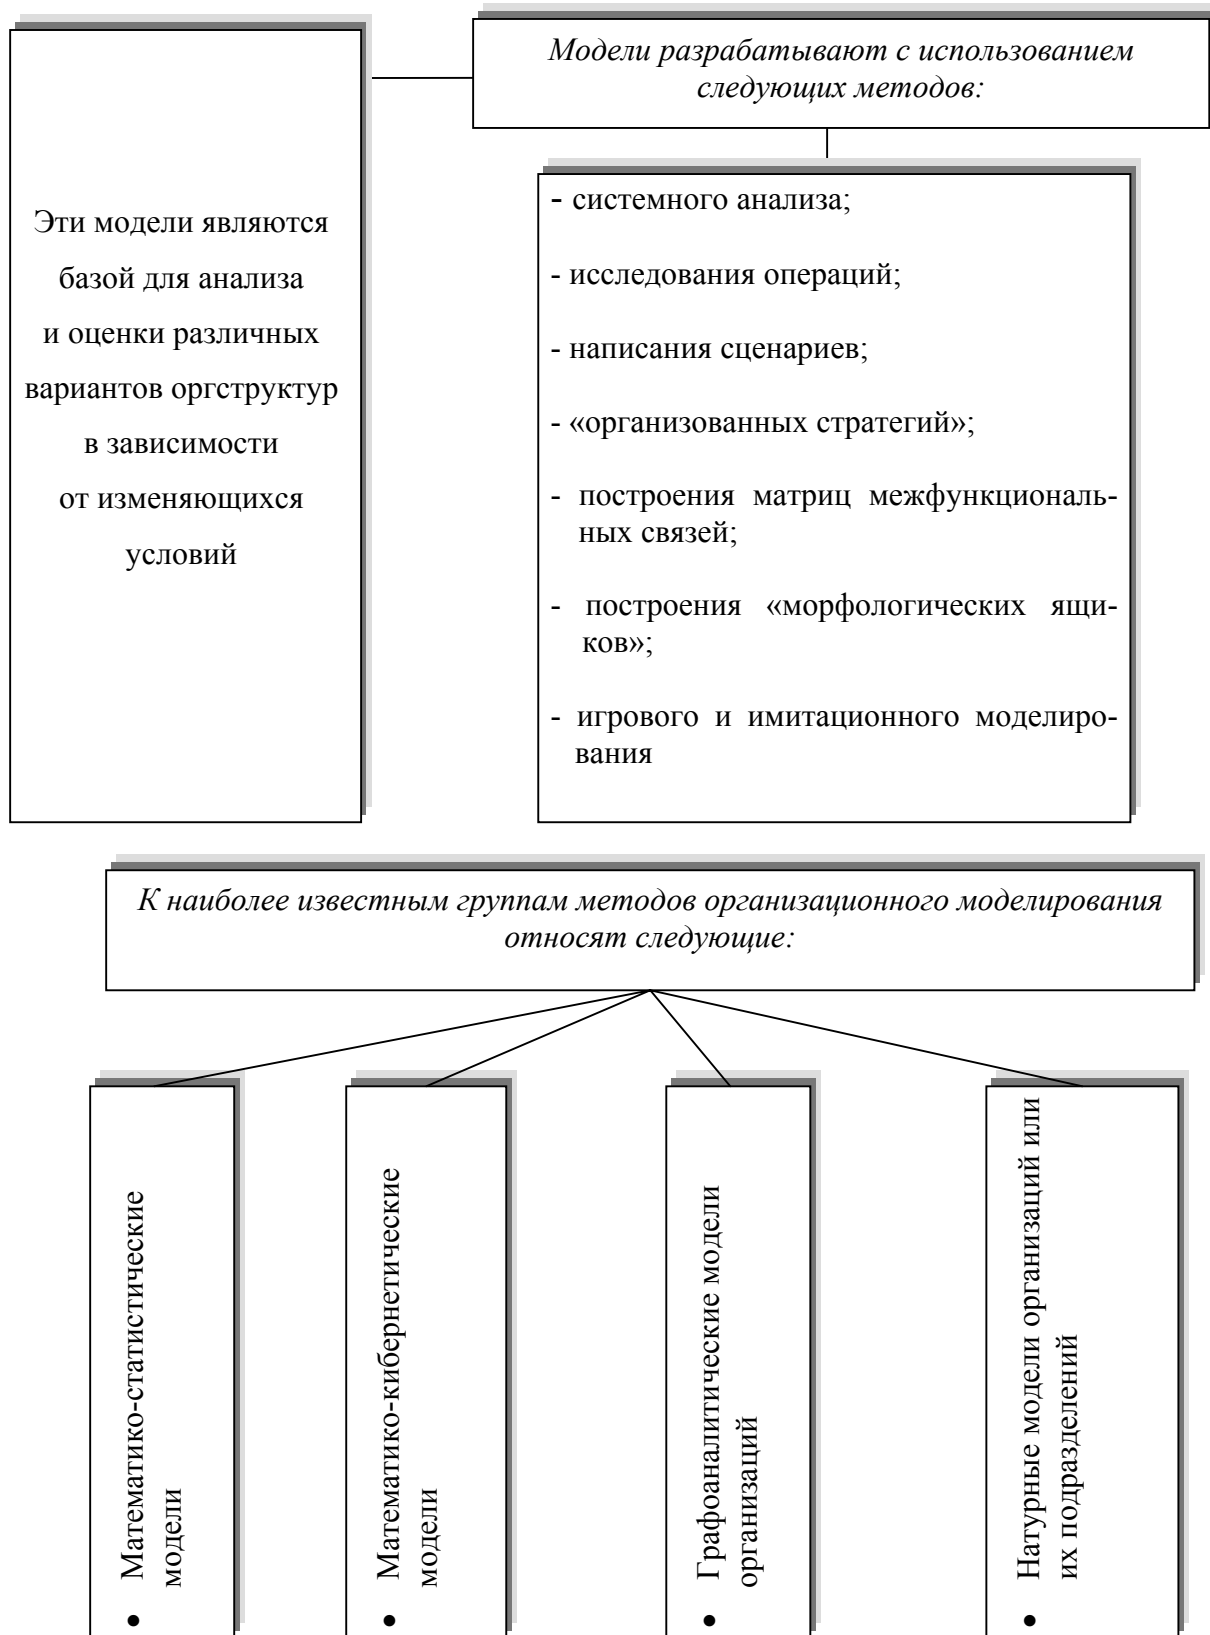 Эти модели являются
базой для анализа
и оценки различных
вариантов оргструктур
в зависимости
от изменяющихся
условий
Модели разрабатывают с использованием
следующих методов:
- системного анализа;
- исследования операций;
- написания сценариев;
- «организованных стратегий»;
- построения матриц межфункциональ-
ных связей;
- построения «морфологических ящи-
ков»;
- игрового и имитационного моделиро-
вания
К наиболее известным группам методов организационного моделирования
относят следующие:
• Математико-статистические
модели
• Математико-кибернетические
модели
• Графоаналитические модели
организаций
• Натурные модели организаций или
их подразделений